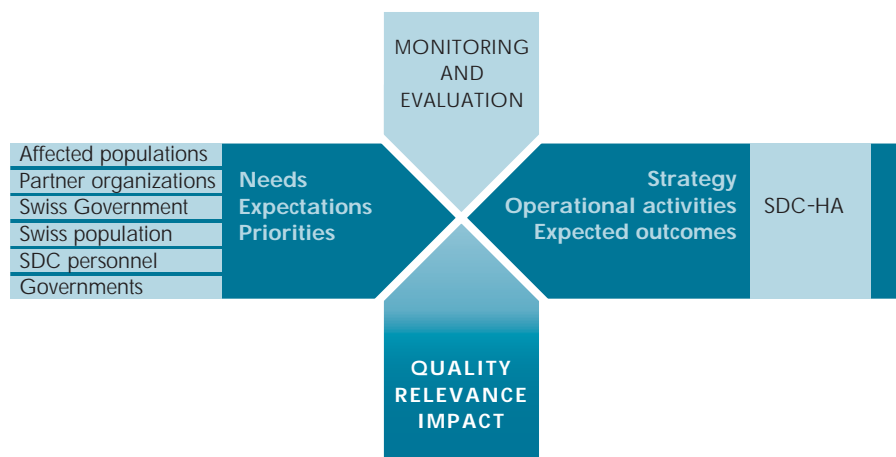 MONITORING
AND
EVALUATION
Affected populations
Partner organizations
Swiss Government
Swiss population
SDC personnel
Governments
Needs
Expectations
Priorities
Strategy
Operational activities
Expected outcomes
SDC-HA
QUALITY
RELEVANCE
IMPACT